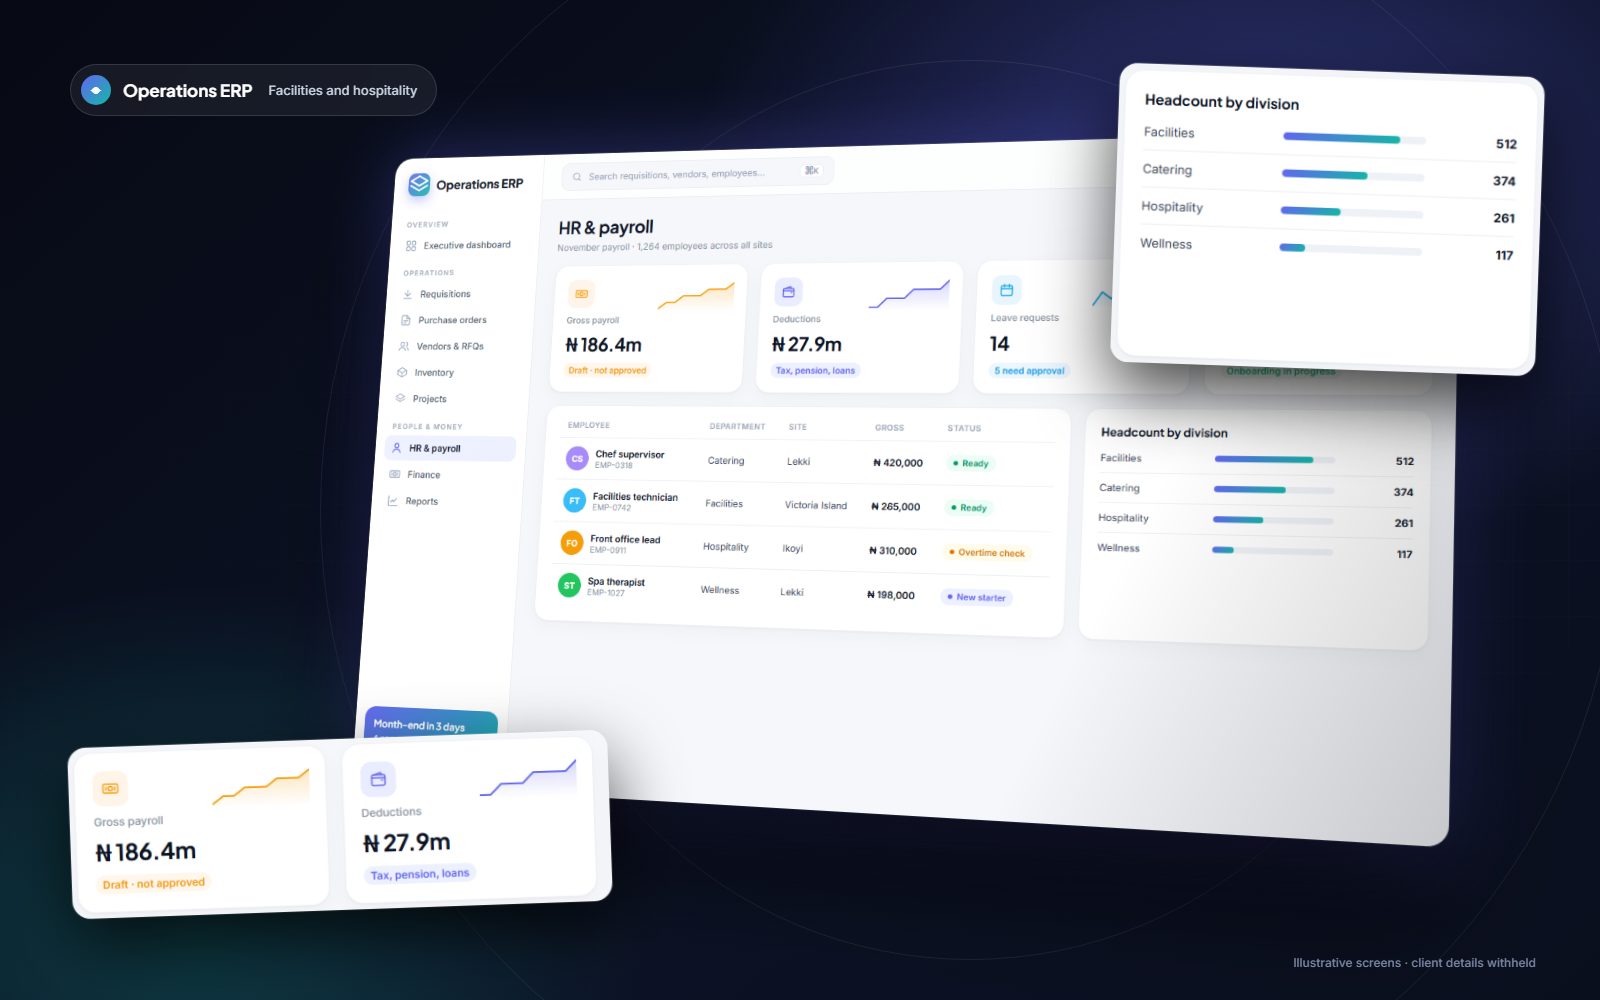 Operations ERP Facilities and hospitality
Headcount by division
Facilities 512
Catering 374
Hospitality 261
Wellness 117
Operations ERP
Search requisitions, vendors, employees... ⌘K
OVERVIEW
Executive dashboard
OPERATIONS
Requisitions
Purchase orders
Vendors & RFQs
Inventory
Projects
PEOPLE & MONEY
HR & payroll
Finance
Reports
Month-end in 3 days
HR & payroll
November payroll · 1,264 employees across all sites
Gross payroll
₦186.4m
Draft · not approved
Deductions
₦27.9m
Tax, pension, loans
Leave requests
14
5 need approval
Onboarding in progress
EMPLOYEE DEPARTMENT SITE GROSS STATUS
CS Chef supervisor Catering Lekki ₦420,000 Ready
EMP-0318
FT Facilities technician Facilities Victoria Island ₦265,000 Ready
EMP-0742
FO Front office lead Hospitality Ikoyi ₦310,000 Overtime check
EMP-0911
ST Spa therapist Wellness Lekki ₦198,000 New starter
EMP-1027
Headcount by division
Facilities 512
Catering 374
Hospitality 261
Wellness 117
Gross payroll
₦186.4m
Draft · not approved
Deductions
₦27.9m
Tax, pension, loans
Illustrative screens · client details withheld